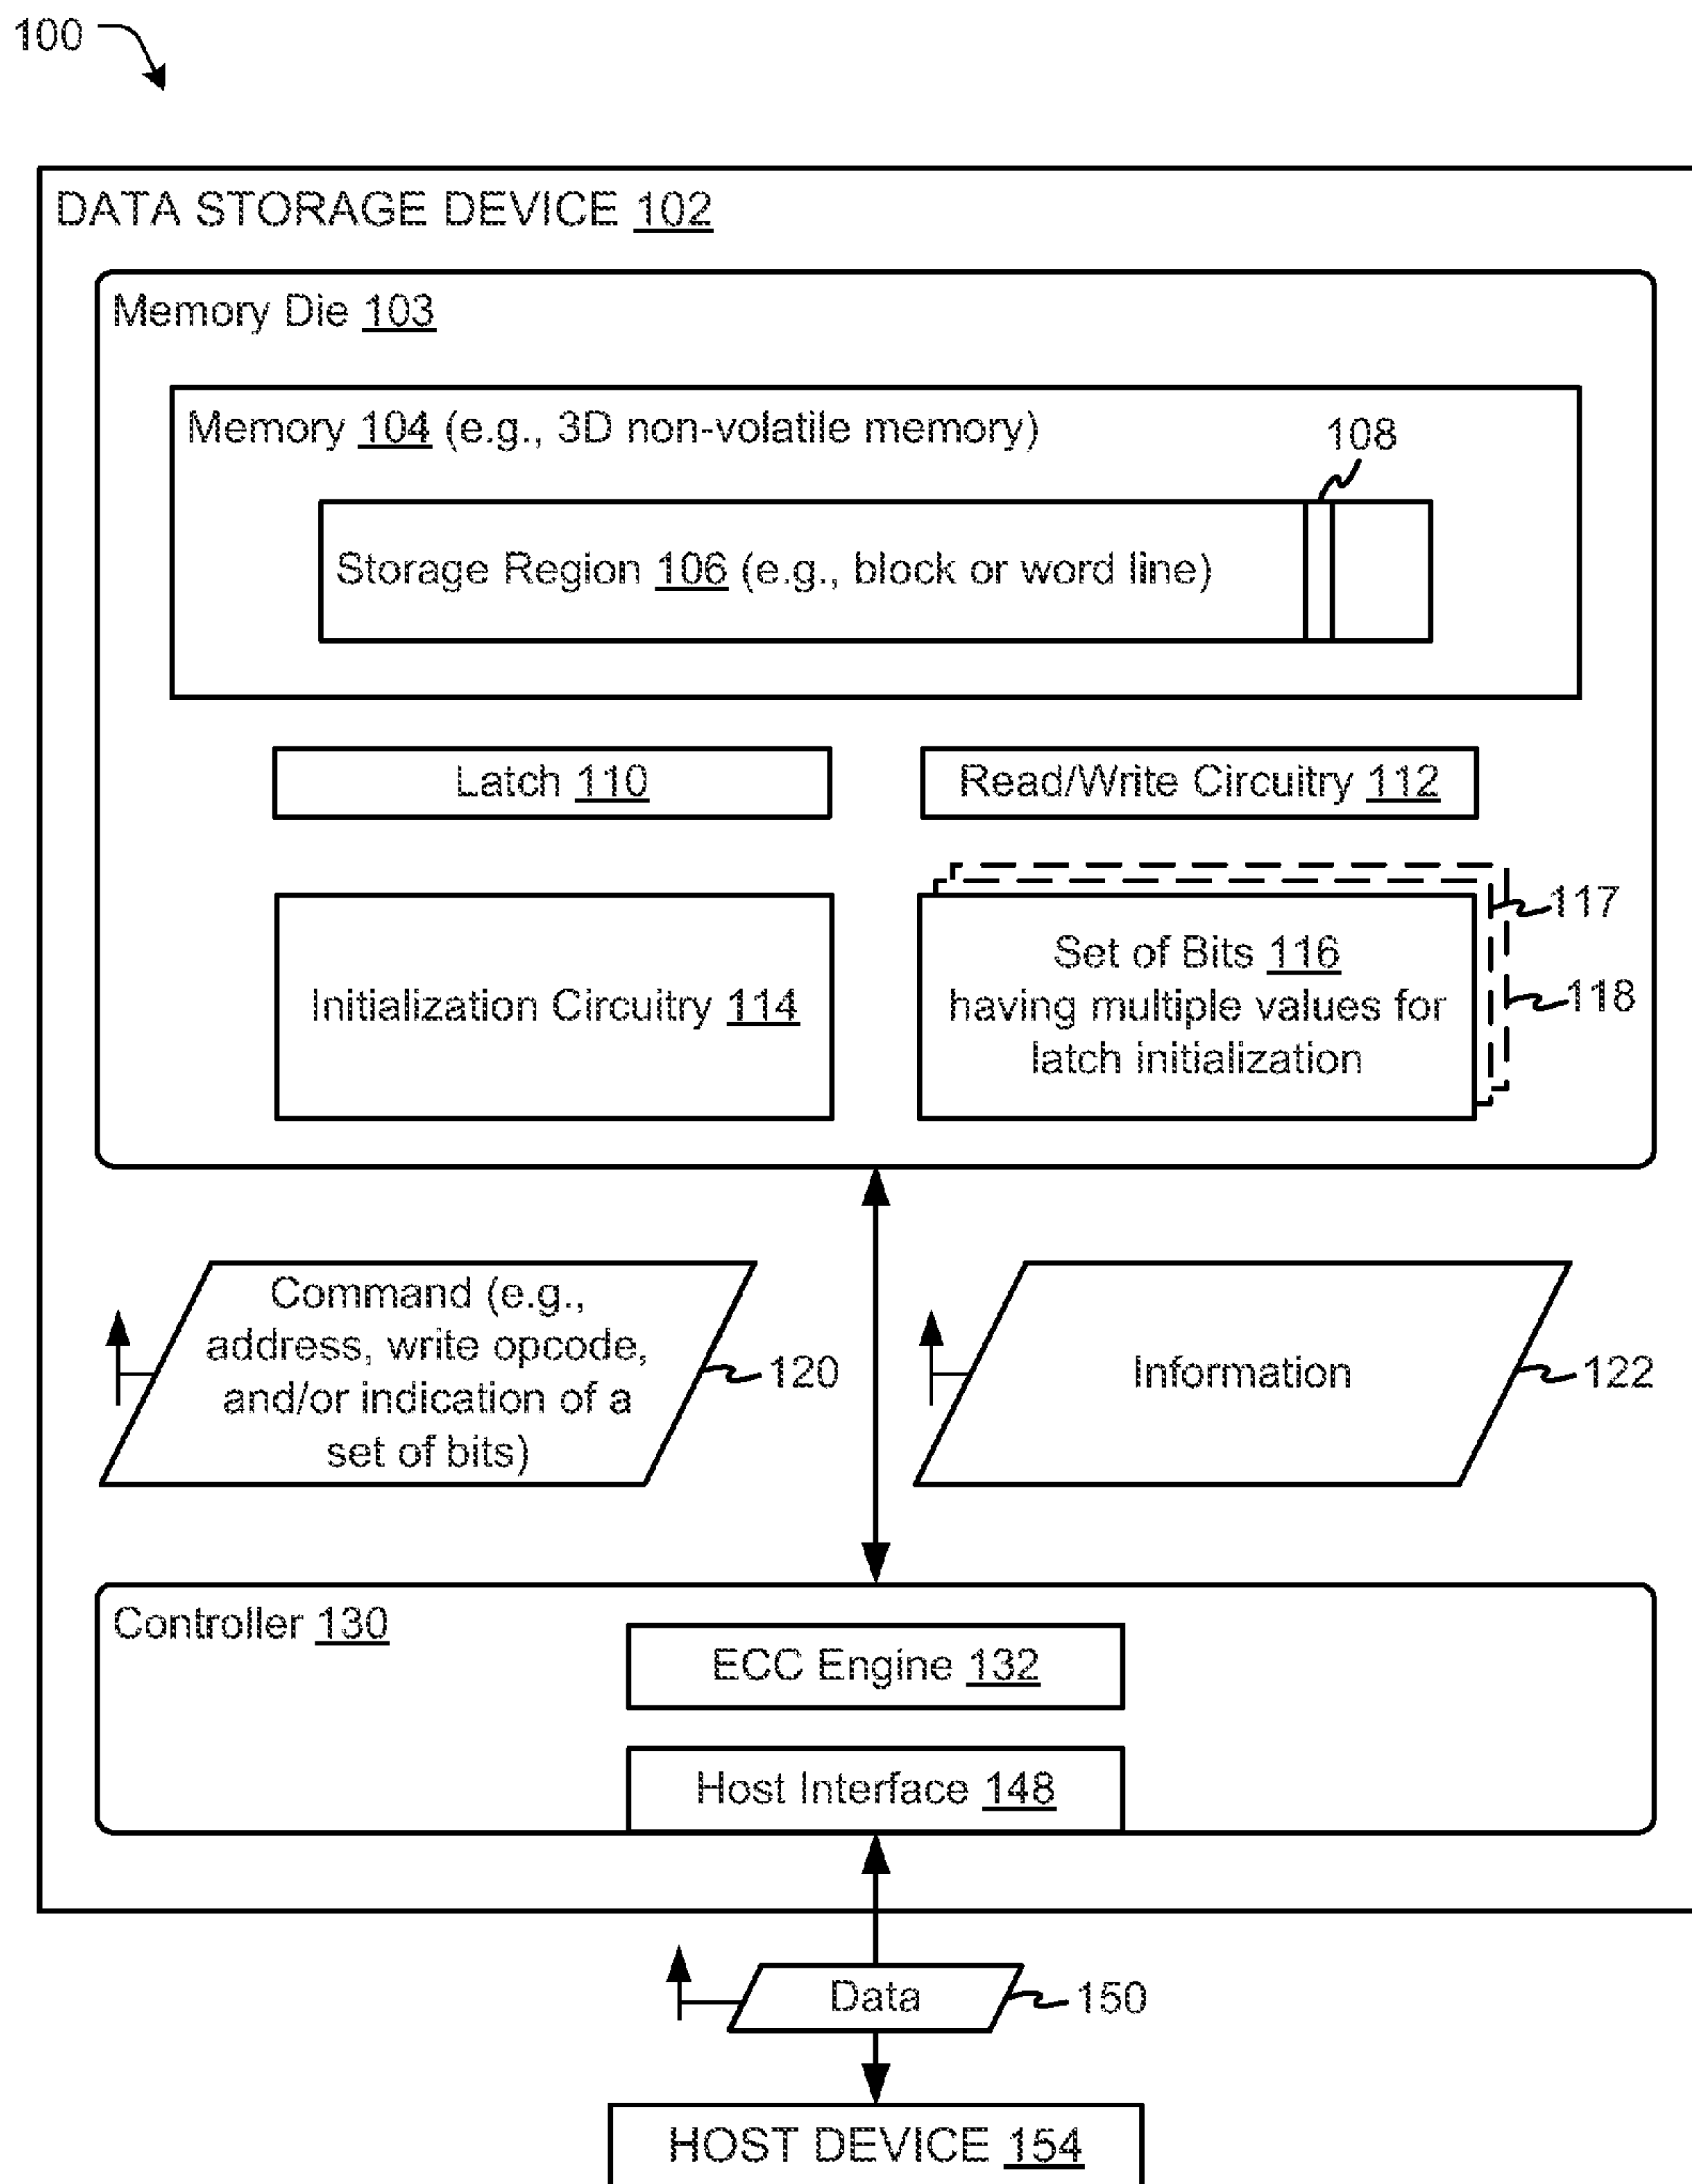 100
DATA STORAGE DEVICE 102
Memory Die 103
Memory 104 (e.g., 3D non-volatile memory)
108
Storage Region 106 (e.g., block or word line)
Latch 110
Read/Write Circuitry 112
117
Set of Bits 116
having multiple values for
latch initialization
118
Initialization Circuitry 114
Command (e.g.,
address, write opcode,
and/or indication of a
set of bits)
120
Information
122
Controller 130
ECC Engine 132
Host Interface 148
Data
150
HOST DEVICE 154